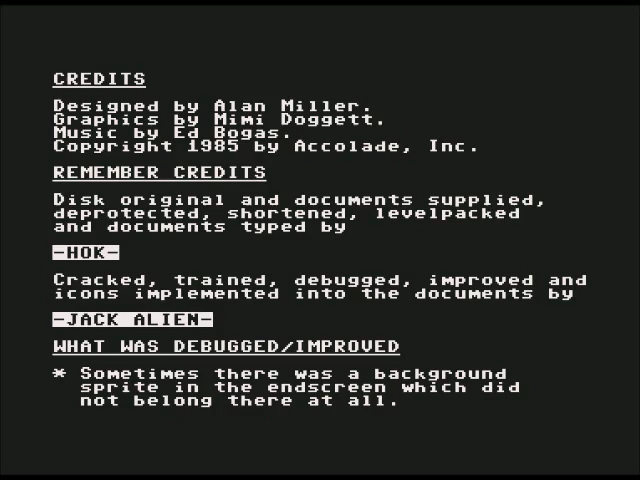 CREDITS
Designed by Alan Miller.
Graphics by Mimi Doggett.
Music by Ed Bogas.
Copyright 1985 by Accolade, Inc.
REMEMBER CREDITS
Disk original and documents supplied,
deprotected, shortened, levelpacked
and documents typed by
-HOK-
Cracked, trained, debugged, improved and
icons implemented into the documents by
-JACK ALIEN-
WHAT WAS DEBUGGED/IMPROVED
* Sometimes there was a background
sprite in the endscreen which did
not belong there at all.